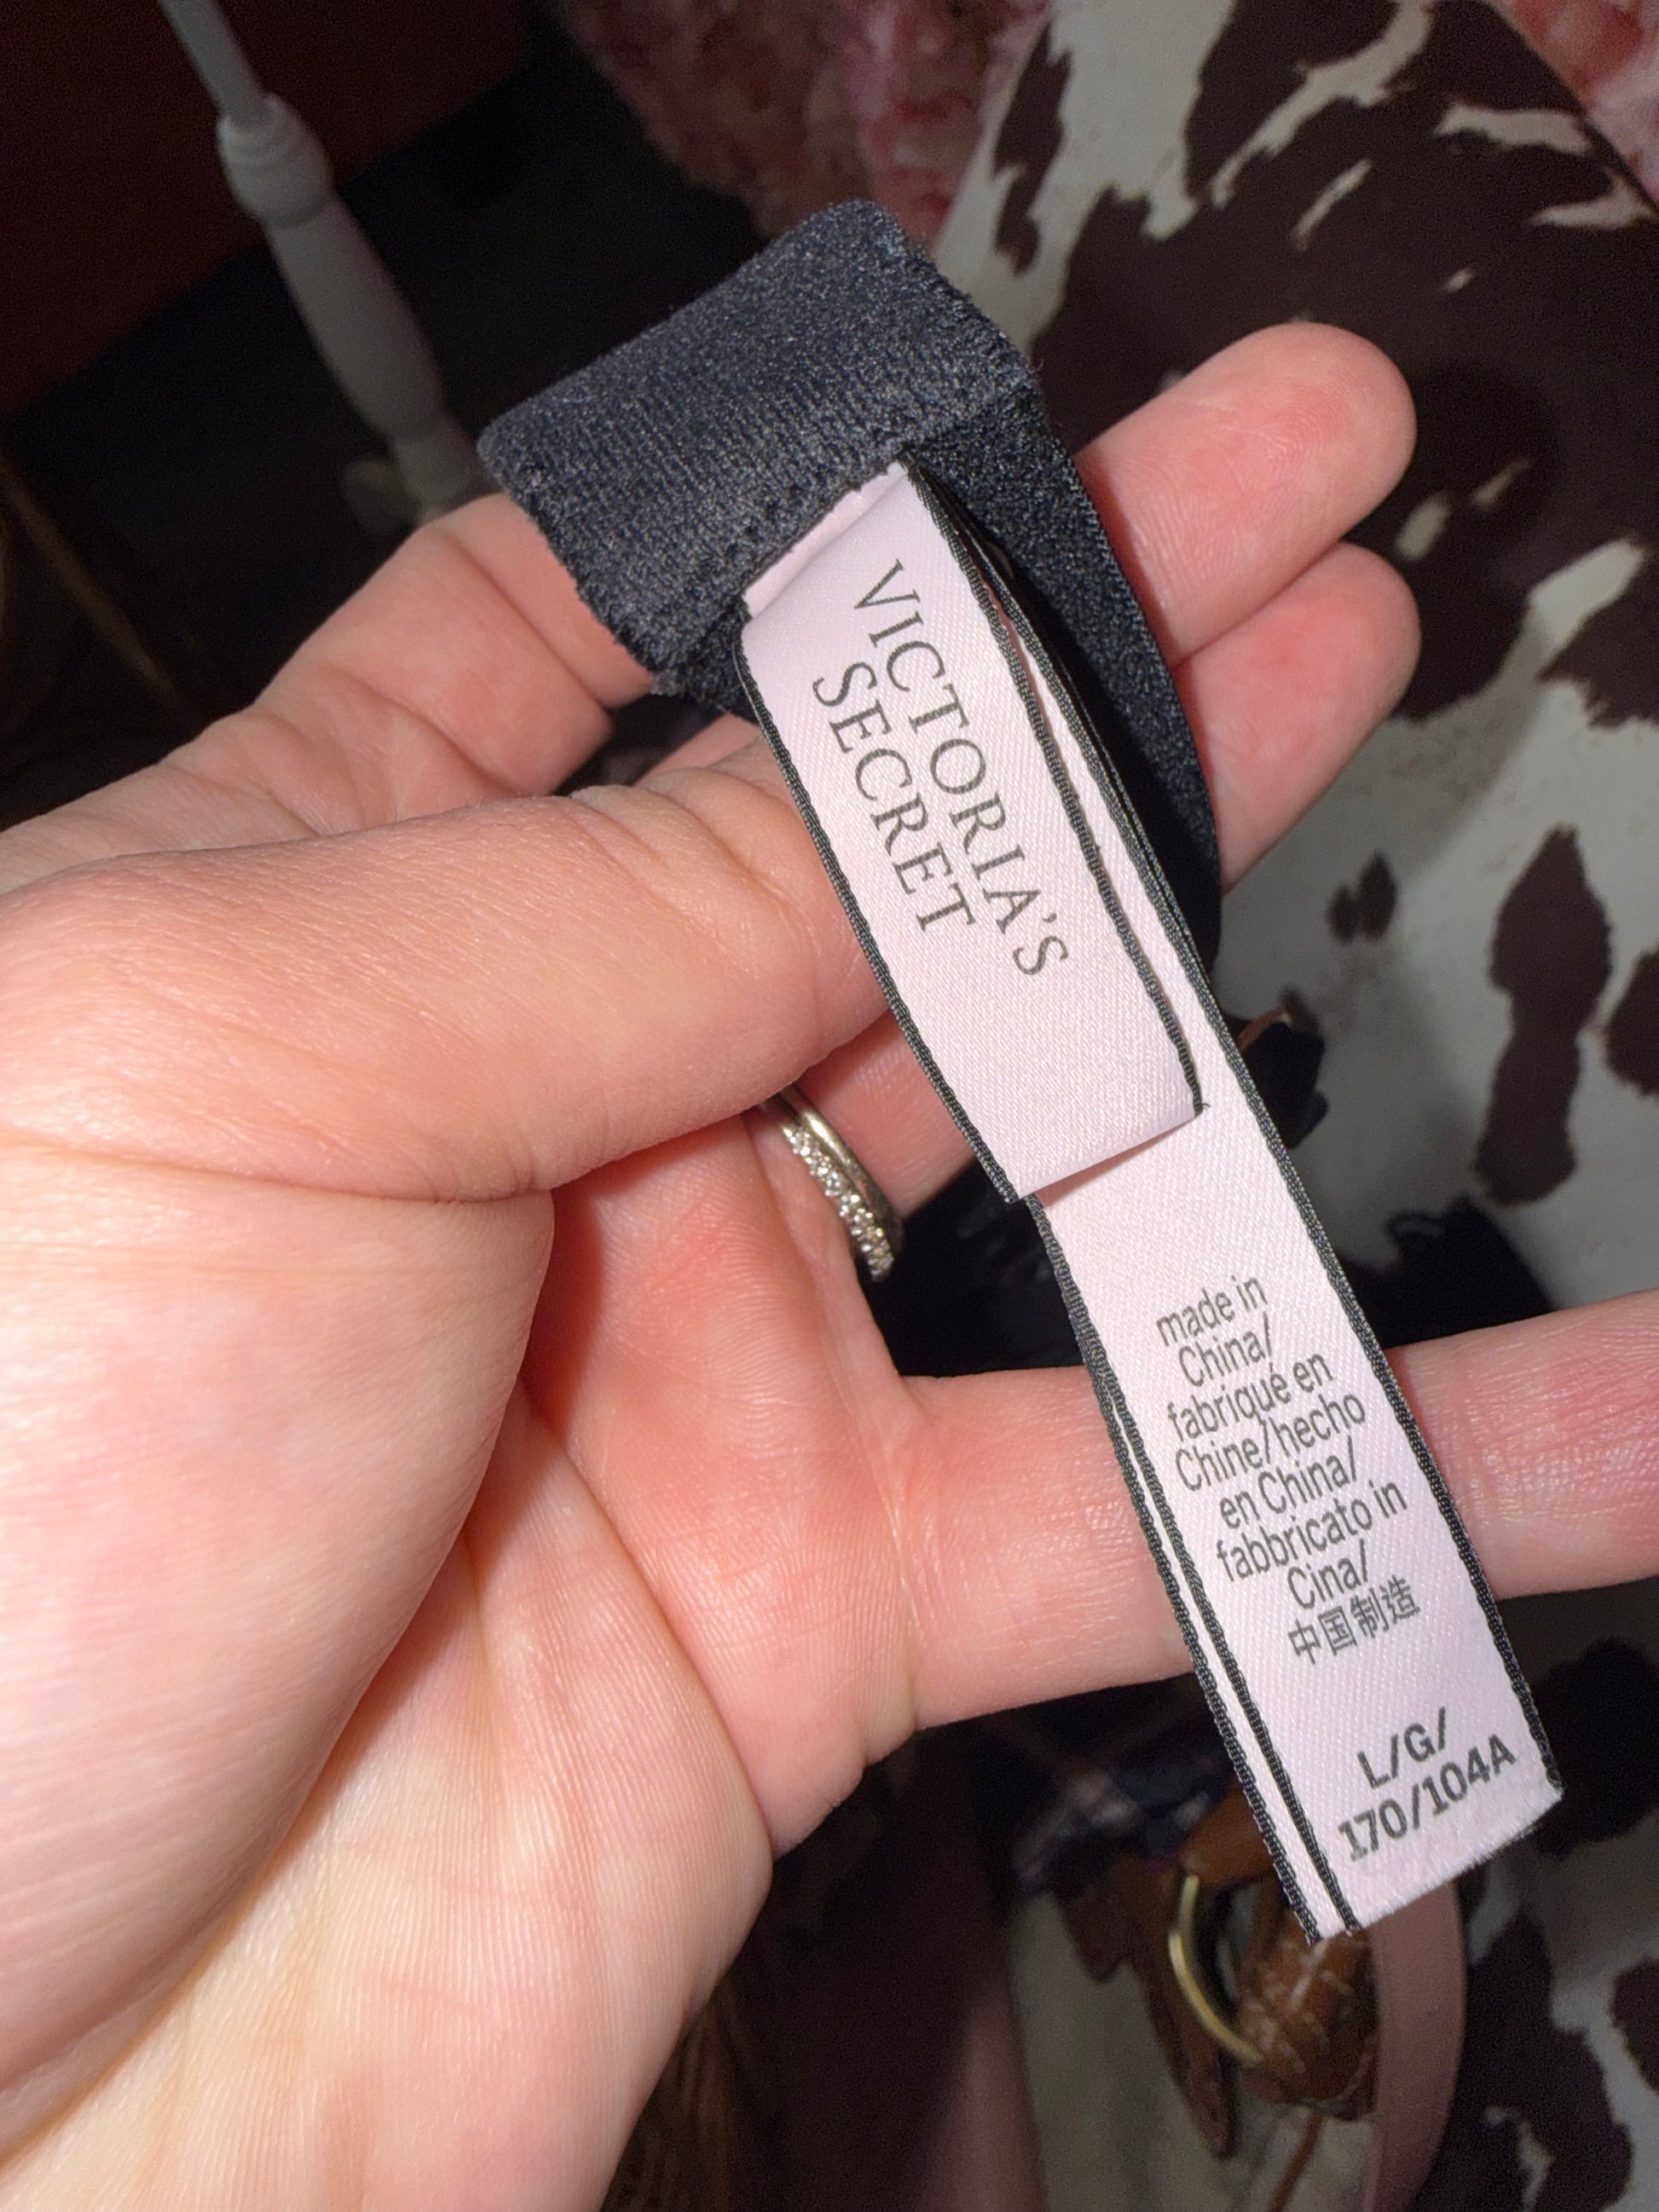 VICTORIA'S
SECRET
made in
China/
fabriqué en
Chine/hecho
en China/
fabbricato in
Cina/
中国制造
L/G/
170/104A